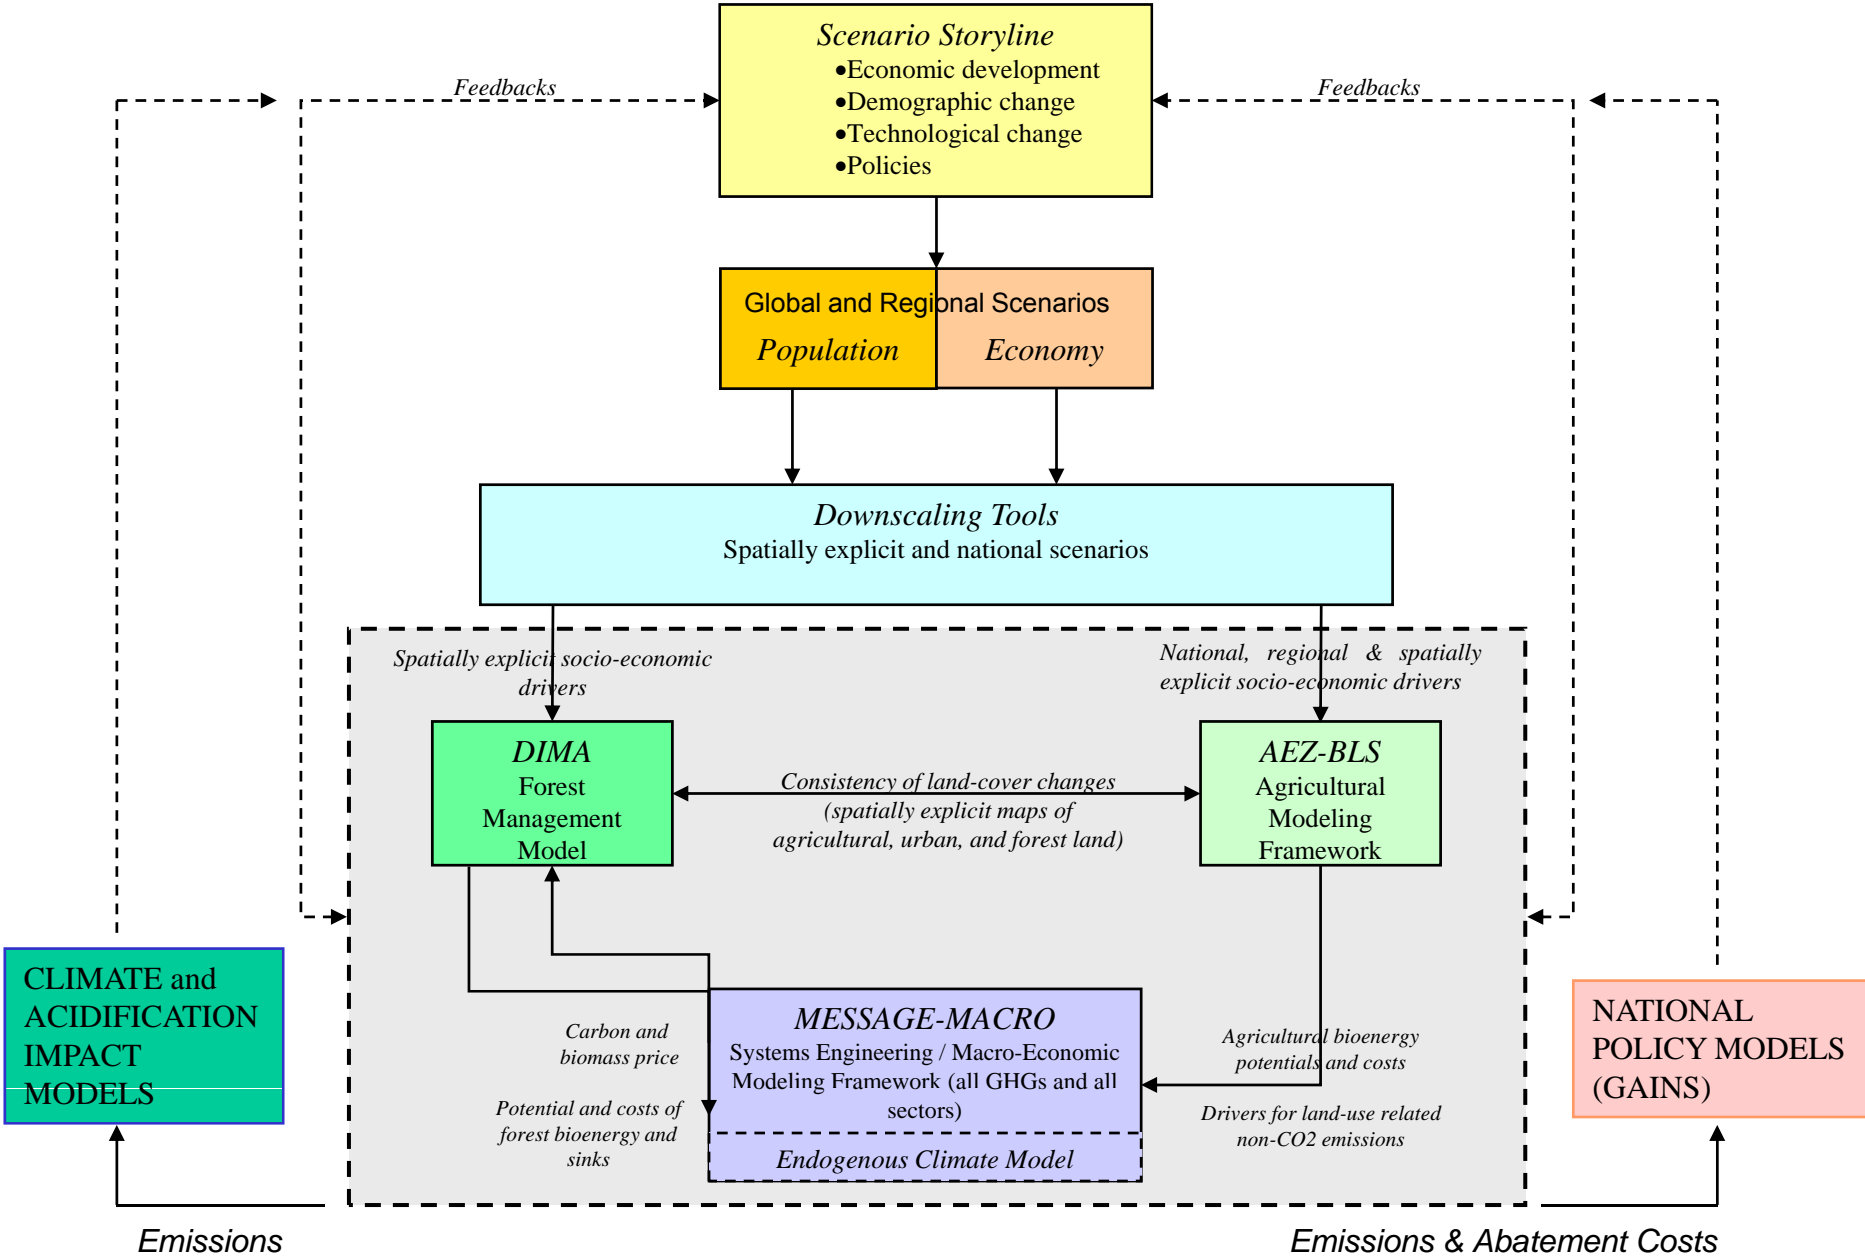 Scenario Storyline
•Economic development
•Demographic change
•Technological change
•Policies
Feedbacks
Feedbacks
Global and Regional Scenarios
Population
Economy
Downscaling Tools
Spatially explicit and national scenarios
Spatially explicit socio-economic
drivers
National, regional & spatially
explicit socio-economic drivers
DIMA
Forest
Management
Model
Consistency of land-cover changes
(spatially explicit maps of
agricultural, urban, and forest land)
AEZ-BLS
Agricultural
Modeling
Framework
CLIMATE and
ACIDIFICATION
IMPACT
MODELS
Carbon and
biomass price
Potential and costs of
forest bioenergy and
sinks
MESSAGE-MACRO
Systems Engineering / Macro-Economic
Modeling Framework (all GHGs and all
sectors)
Endogenous Climate Model
Agricultural bioenergy
potentials and costs
Drivers for land-use related
non-CO2 emissions
NATIONAL
POLICY MODELS
(GAINS)
Emissions
Emissions & Abatement Costs